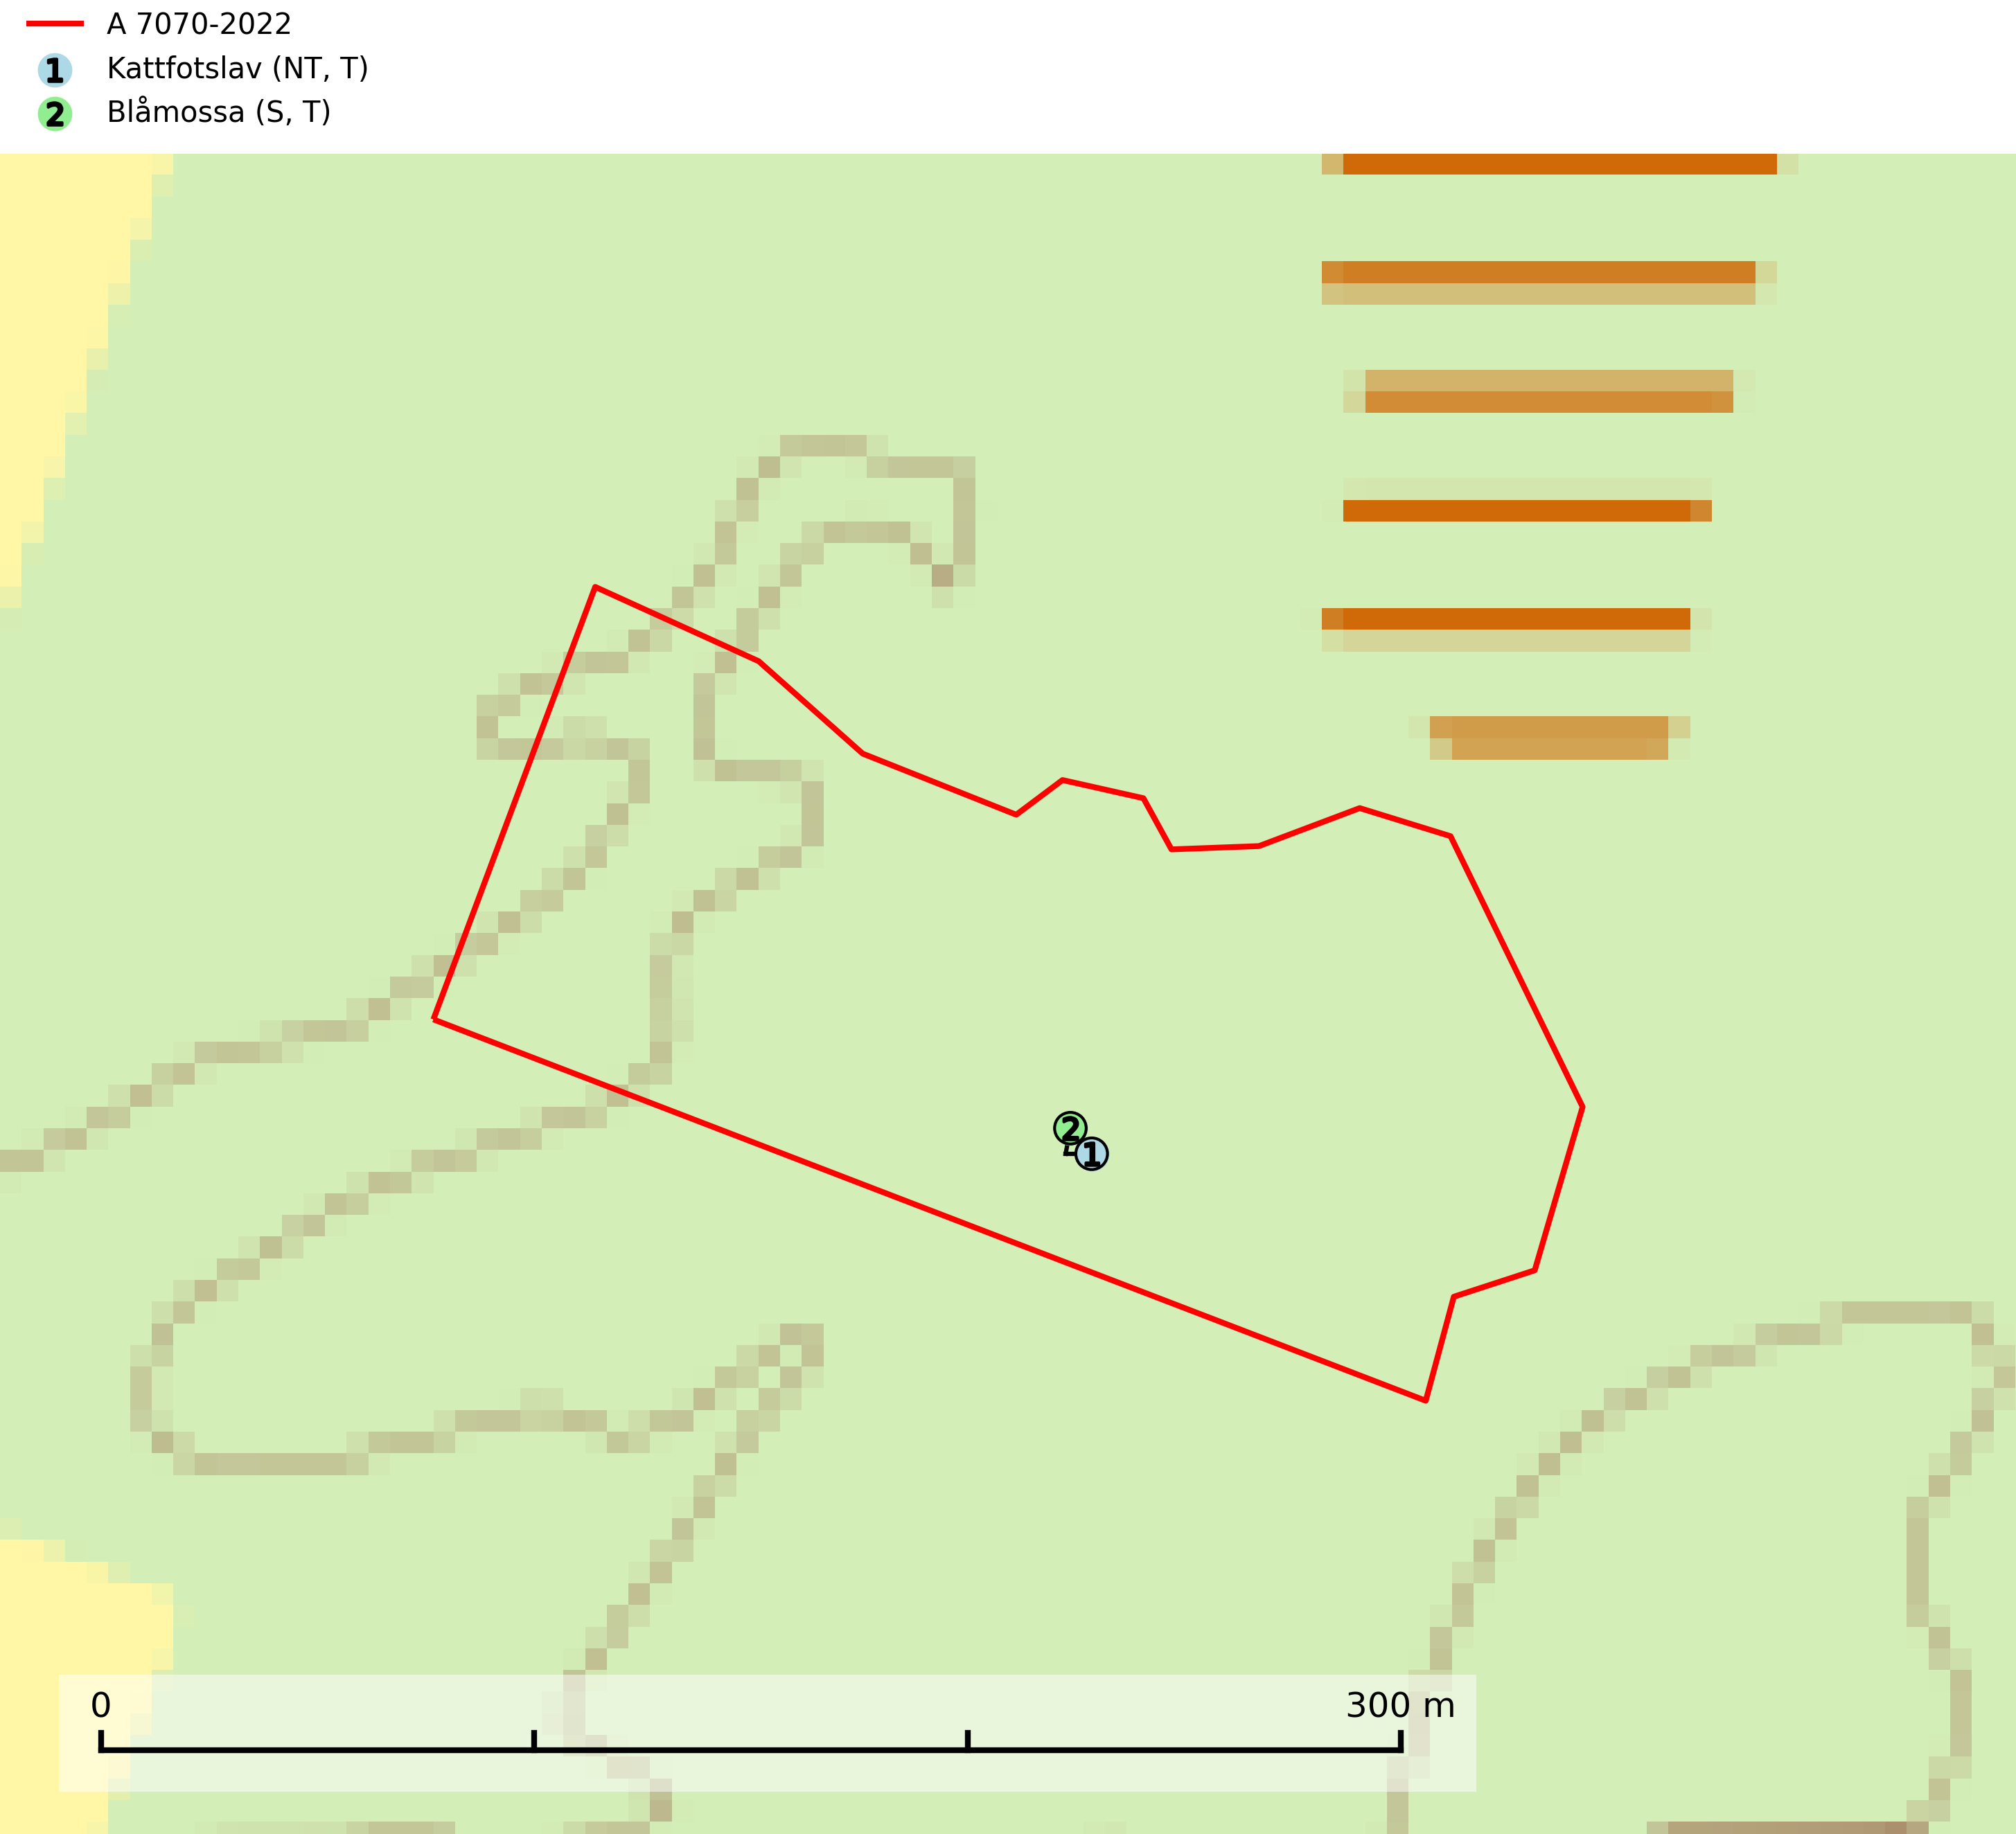 A 7070-2022
1 Kattfotslav (NT, T)
2 Blåmossa (S, T)
2
1
0 300 m